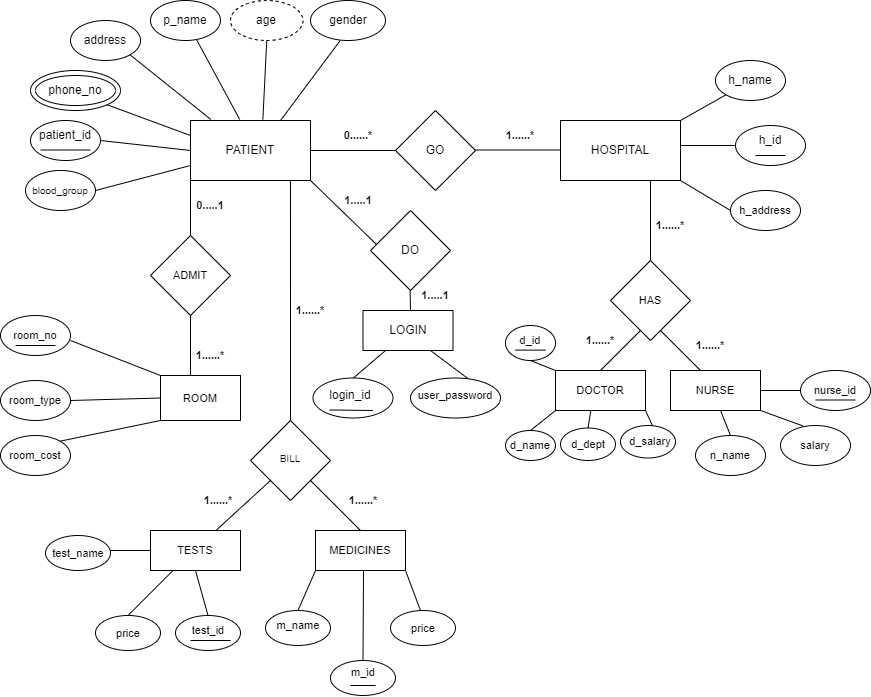 p_name
age
gender
address
phone_no
h_name
patient_id
PATIENT
0......*
GO
1......*
HOSPITAL
h_id
blood_group
0.....1
1.....1
h_address
1......*
ADMIT
DO
HAS
1......*
1.....1
room_no
1......*
LOGIN
d_id
1......*
1......*
room_type
ROOM
login_id
user_password
DOCTOR
NURSE
nurse_id
room_cost
BILL
d_name
d_dept
d_salary
n_name
salary
1......*
1......*
test_name
TESTS
MEDICINES
price
test_id
m_name
price
m_id